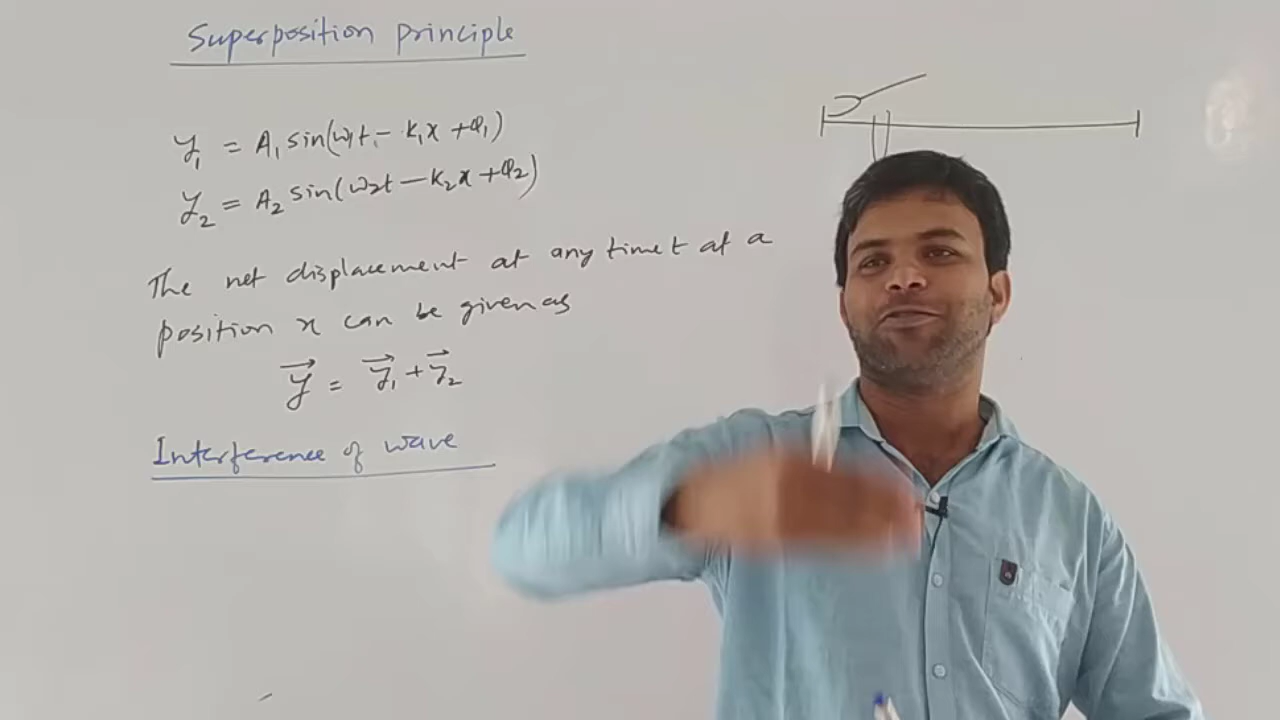 Superposition principle
y₁ = A₁ sin(ω₁t - k₁x + φ₁)
y₂ = A₂ sin(ω₂t - k₂x + φ₂)
The net displacement at any time t at a
position x can be given as
y⃗ = y⃗₁ + y⃗₂
Interference of wave